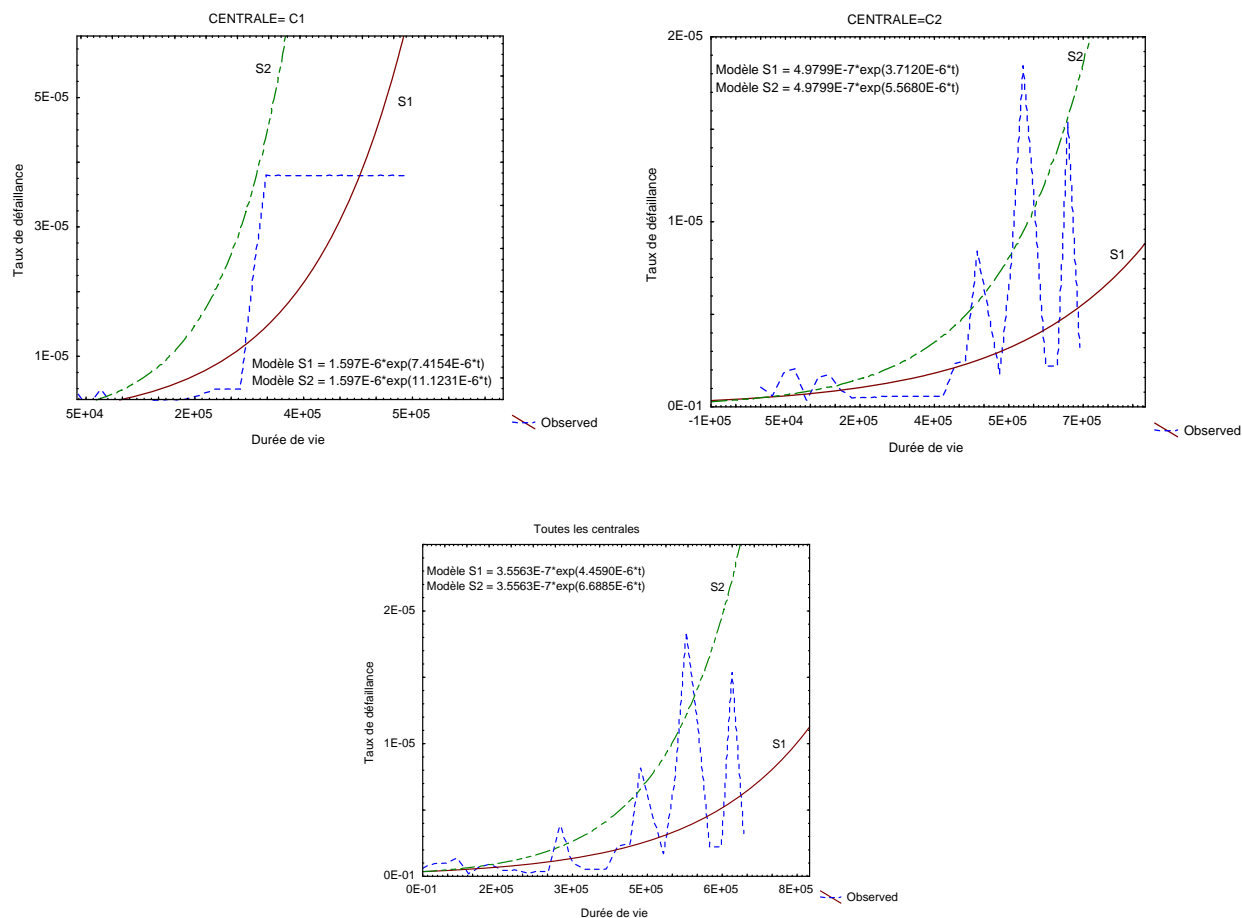 CENTRALE= C1
S2
S1
5E-05
3E-05
1E-05
Taux de défaillance
Modèle S1 = 1.597E-6*exp(7.4154E-6*t)
Modèle S2 = 1.597E-6*exp(11.1231E-6*t)
5E+04 2E+05 4E+05 5E+05
Durée de vie
Observed
CENTRALE=C2
2E-05
Modèle S1 = 4.9799E-7*exp(3.7120E-6*t)
Modèle S2 = 4.9799E-7*exp(5.5680E-6*t)
S2
1E-05
S1
0E-01
Taux de défaillance
-1E+05 5E+04 2E+05 4E+05 5E+05 7E+05
Durée de vie
Observed
Toutes les centrales
Modèle S1 = 3.5563E-7*exp(4.4590E-6*t)
Modèle S2 = 3.5563E-7*exp(6.6885E-6*t)
S2
2E-05
1E-05
S1
0E-01
Taux de défaillance
0E-01 2E+05 3E+05 5E+05 6E+05 8E+05
Durée de vie
Observed